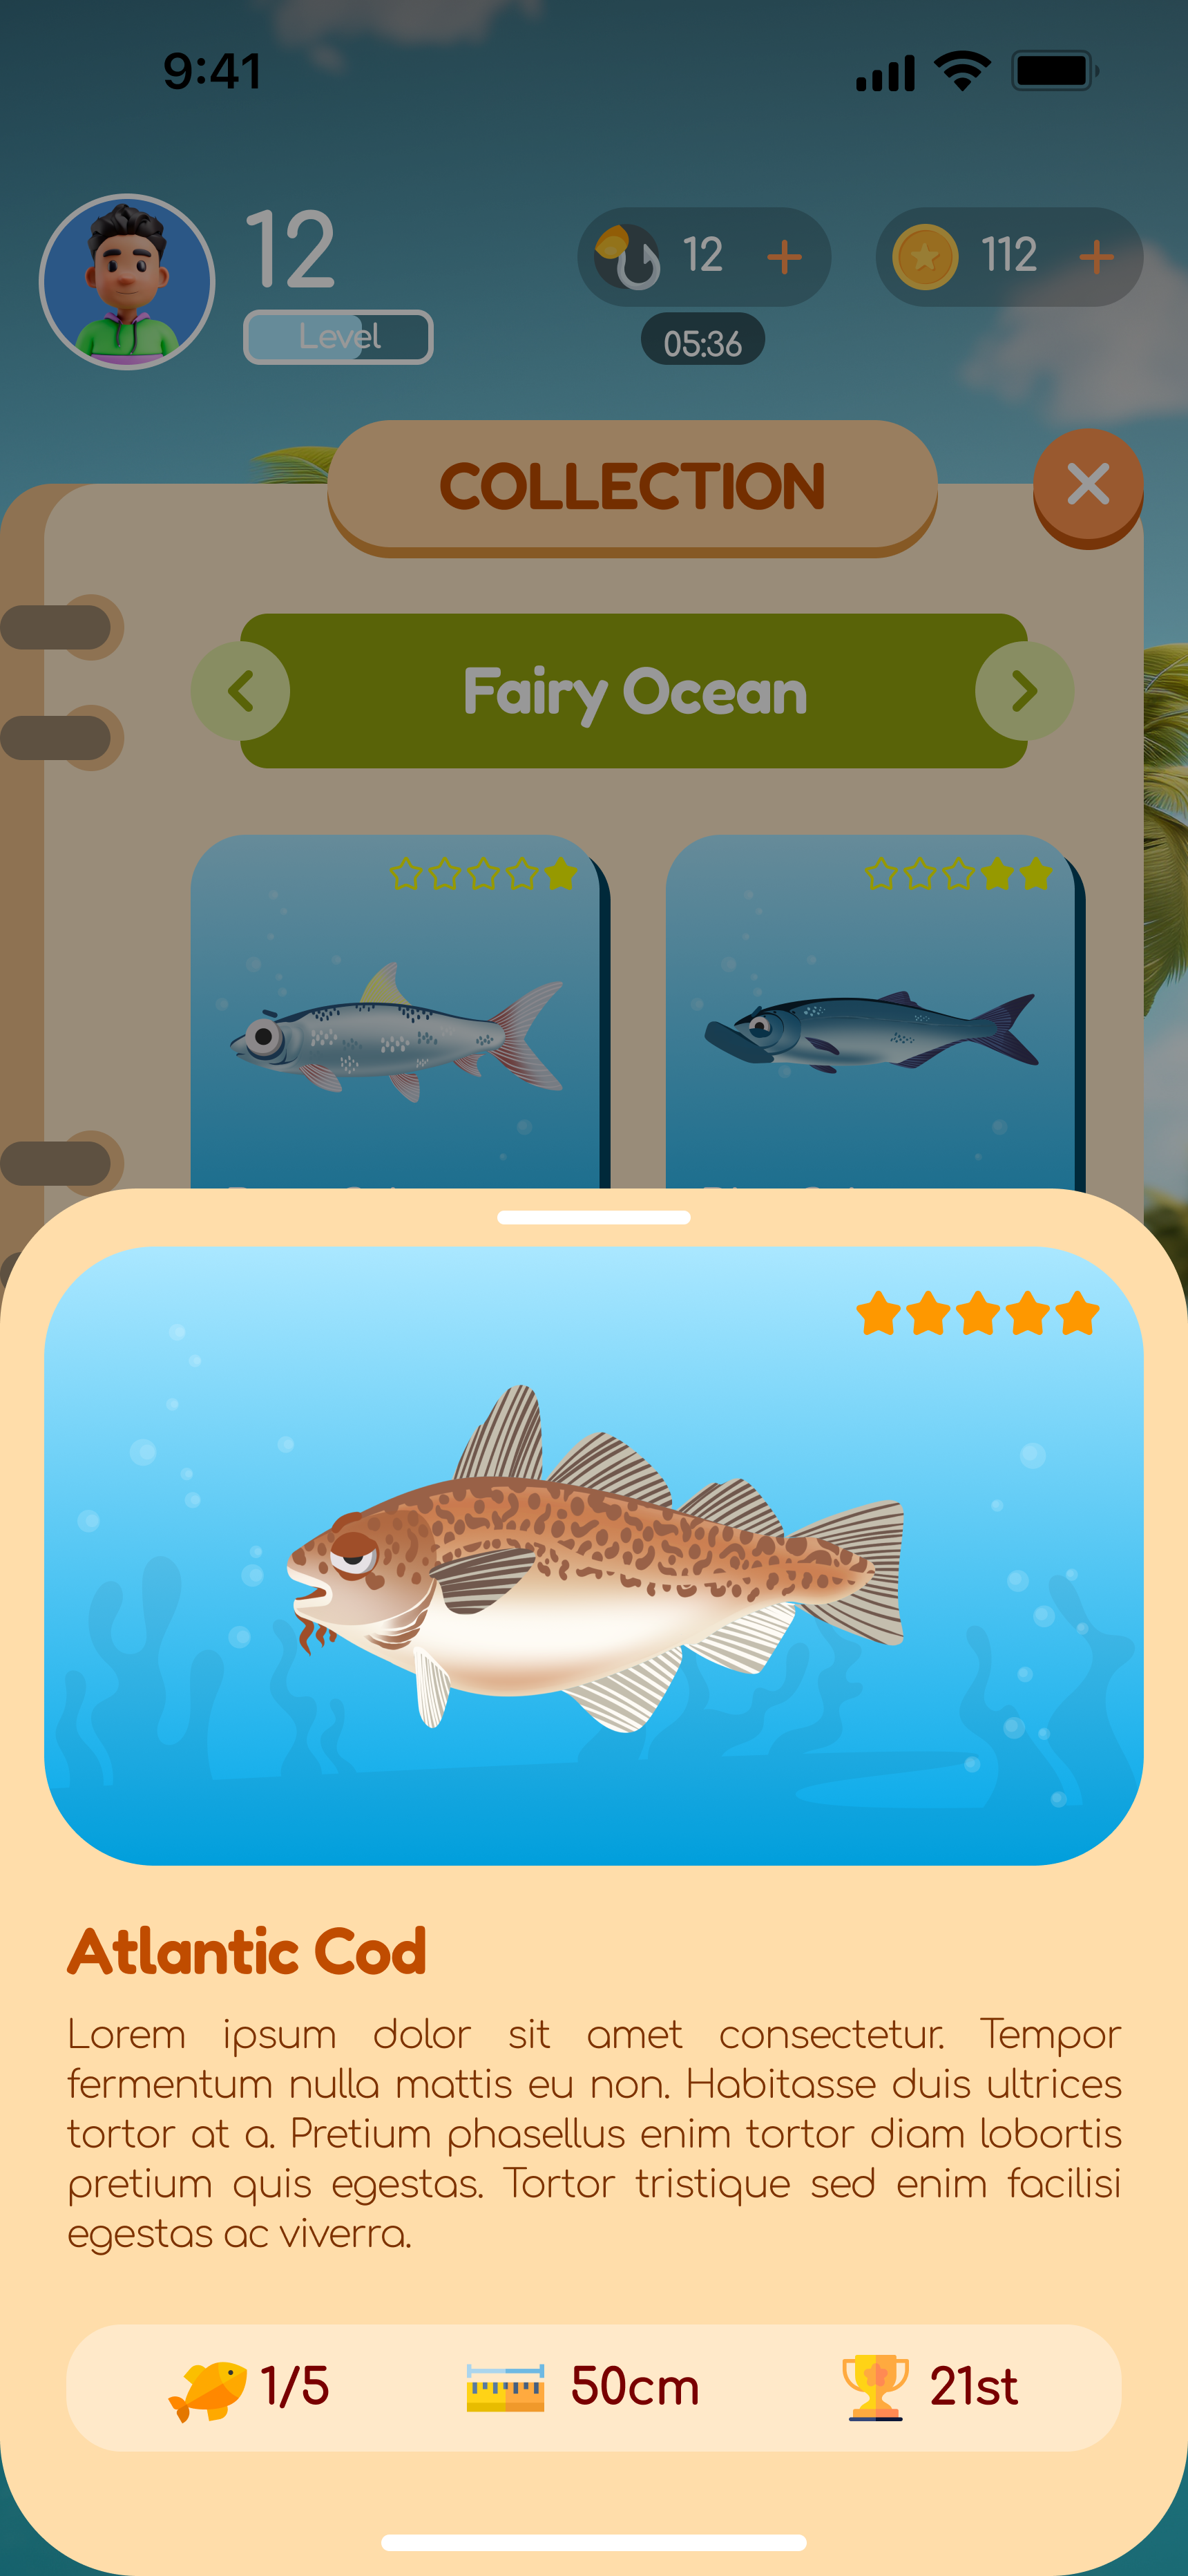 9:41
12
Level
12
05:36
112
COLLECTION
Fairy Ocean
Atlantic Cod
Lorem ipsum dolor sit amet consectetur. Tempor
fermentum nulla mattis eu non. Habitasse duis ultrices
tortor at a. Pretium phasellus enim tortor diam lobortis
pretium quis egestas. Tortor tristique sed enim facilisi
egestas ac viverra.
1/5
50cm
21st